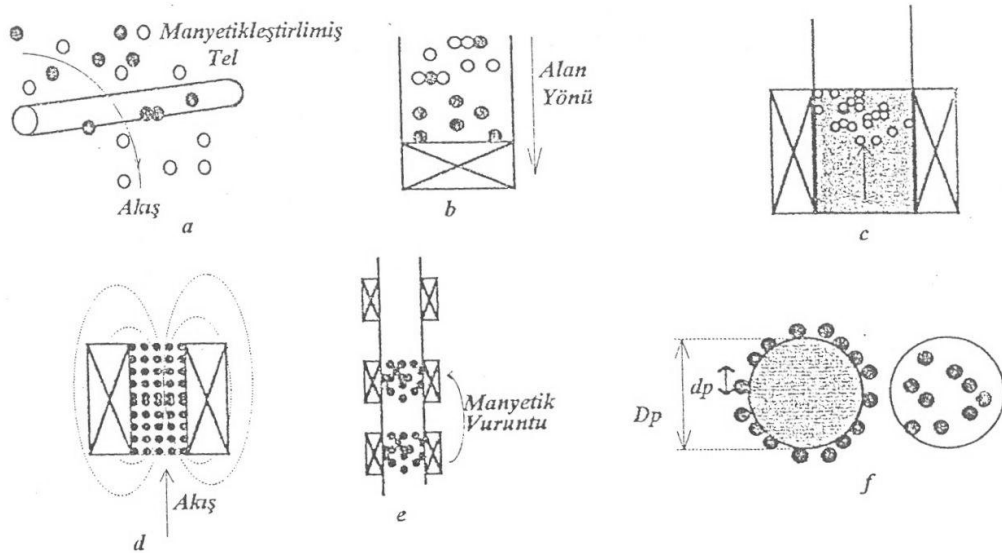 Manyetikleştirlimiş
Tel
Akış
a
Alan
Yönü
b
c
Akış
d
Manyetik
Vuruntu
e
dp
Dp
f